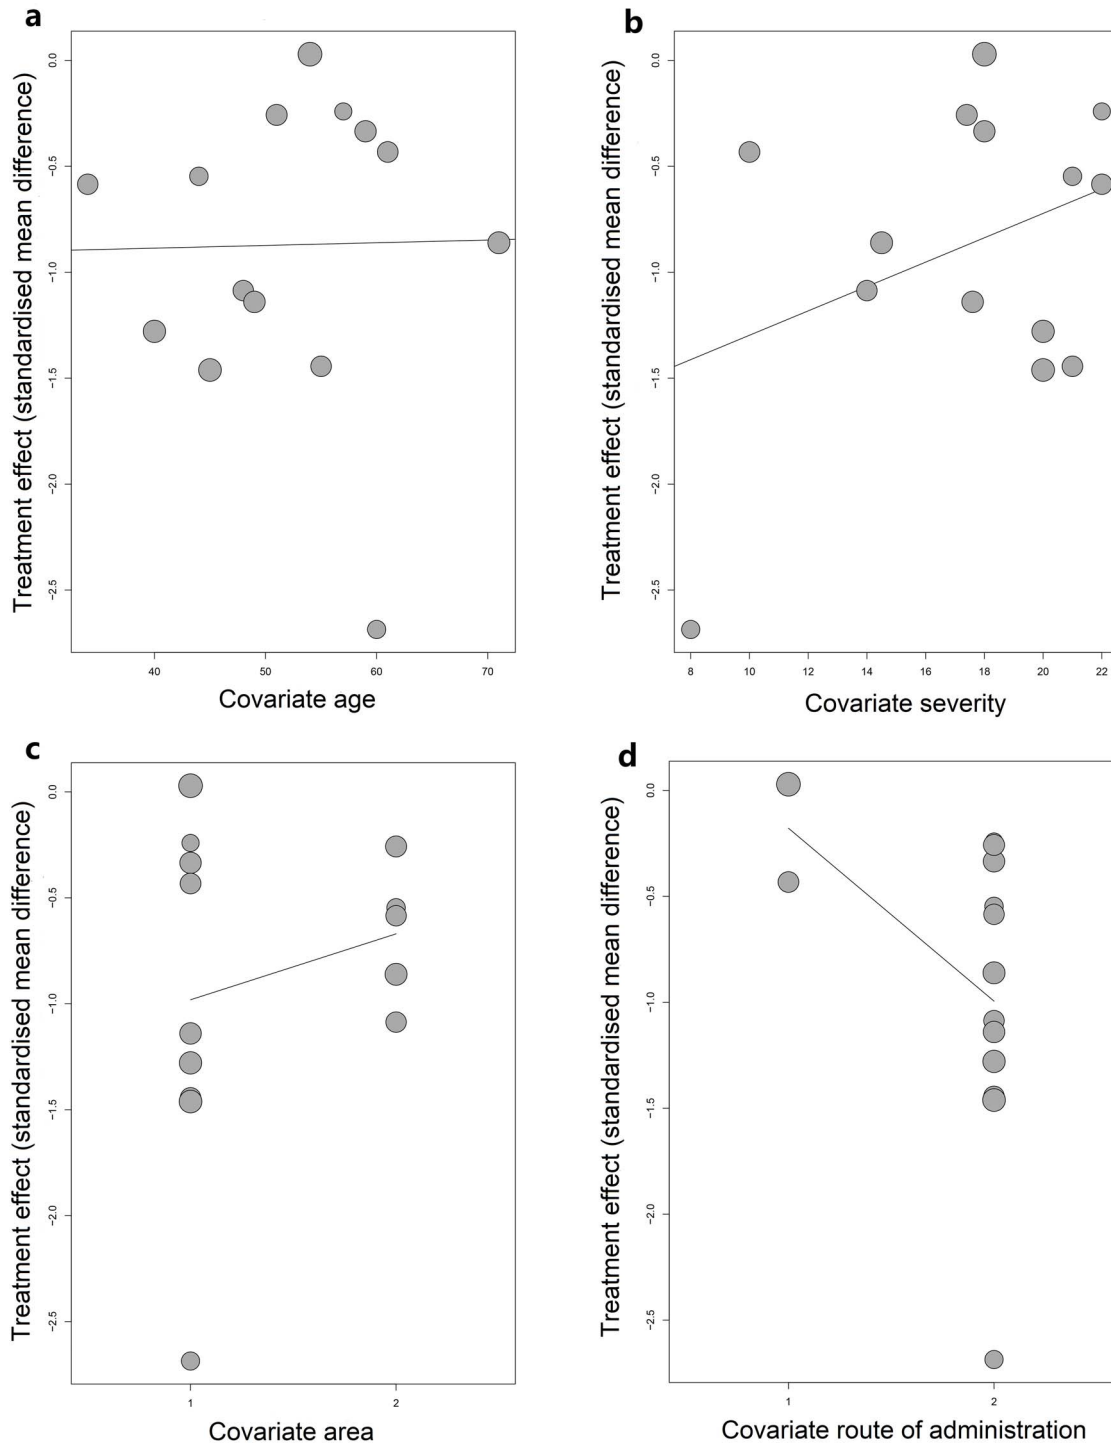 a
Treatment effect (standardised mean difference)
0.0
−0.5
−1.0
−1.5
−2.0
−2.5
40 50 60 70
Covariate age
b
Treatment effect (standardised mean difference)
0.0
−0.5
−1.0
−1.5
−2.0
−2.5
8 10 12 14 16 18 20 22
Covariate severity
c
Treatment effect (standardised mean difference)
0.0
−0.5
−1.0
−1.5
−2.0
−2.5
1 2
Covariate area
d
Treatment effect (standardised mean difference)
0.0
−0.5
−1.0
−1.5
−2.0
−2.5
1 2
Covariate route of administration